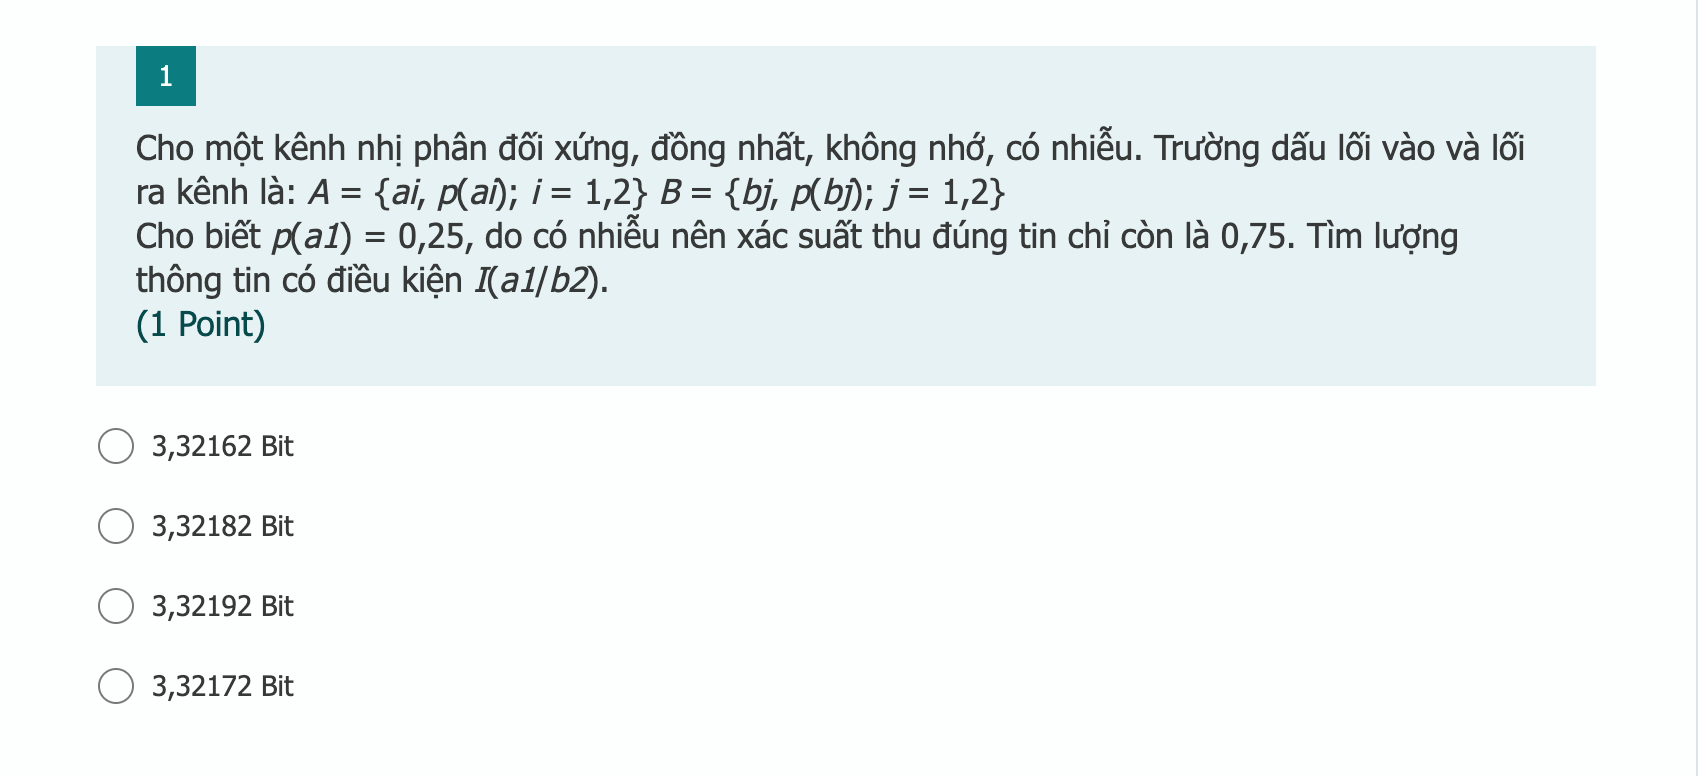 1
Cho một kênh nhị phân đối xứng, đồng nhất, không nhớ, có nhiễu. Trường dấu lối vào và lối
ra kênh là: A = {ai, p(ai); i = 1,2} B = {bj, p(bj); j = 1,2}
Cho biết p(a1) = 0,25, do có nhiễu nên xác suất thu đúng tin chỉ còn là 0,75. Tìm lượng
thông tin có điều kiện I(a1/b2).
(1 Point)
3,32162 Bit
3,32182 Bit
3,32192 Bit
3,32172 Bit